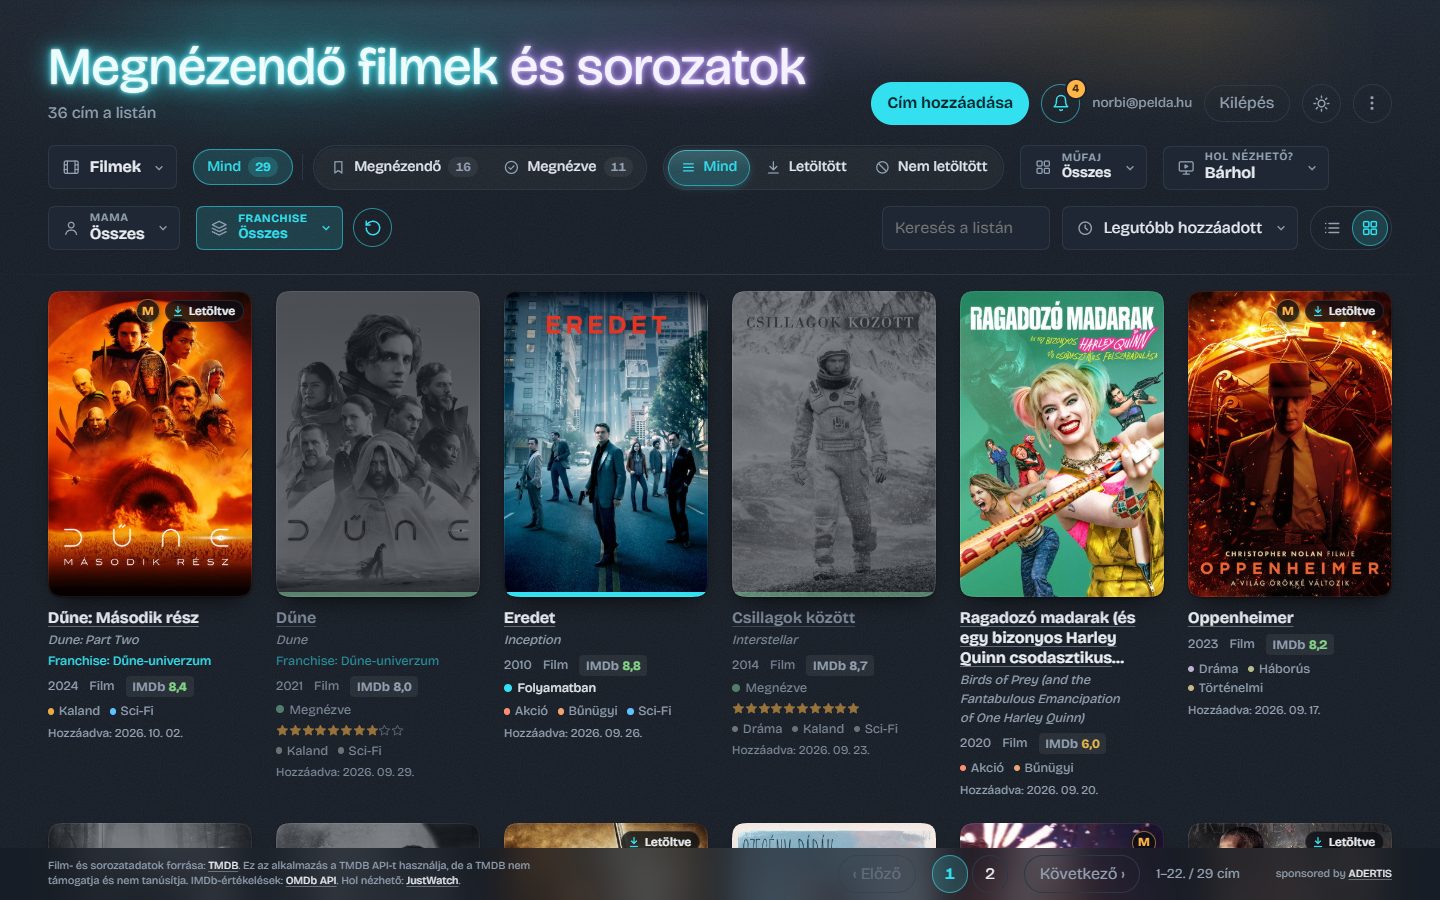 Megnézendő filmek és sorozatok
36 cím a listán
Cím hozzáadása
4
norbi@pelda.hu
Kilépés
Filmek
Mind 29
Megnézendő 16
Megnézve 11
Mind
Letöltött
Nem letöltött
MŰFAJ
Összes
HOL NÉZHETŐ?
Bárhol
MAMA
Összes
FRANCHISE
Összes
Keresés a listán
Legutóbb hozzáadott
M
Letöltve
DŰNE
MÁSODIK RÉSZ
Dűne: Második rész
Dune: Part Two
Franchise: Dűne-univerzum
2024 Film IMDb 8,4
Kaland Sci-Fi
Hozzáadva: 2026. 10. 02.
DŰNE
Dűne
Dune
Franchise: Dűne-univerzum
2021 Film IMDb 8,0
Megnézve
Kaland Sci-Fi
Hozzáadva: 2026. 09. 29.
EREDET
Eredet
Inception
2010 Film IMDb 8,8
Folyamatban
Akció Bűnügyi Sci-Fi
Hozzáadva: 2026. 09. 26.
CSILLAGOK KÖZÖTT
Csillagok között
Interstellar
2014 Film IMDb 8,7
Megnézve
Dráma Kaland Sci-Fi
Hozzáadva: 2026. 09. 23.
RAGADOZÓ MADARAK
ÉS EGY BIZONYOS HARLEY QUINN
CSODASZTIKUS FELSZABADULÁSA
Ragadozó madarak (és
egy bizonyos Harley
Quinn csodasztikus...
Birds of Prey (and the
Fantabulous Emancipation
of One Harley Quinn)
2020 Film IMDb 6,0
Akció Bűnügyi
Hozzáadva: 2026. 09. 20.
M
Letöltve
CHRISTOPHER NOLAN FILMJE
OPPENHEIMER
A VILÁG ÖRÖKKÉ VÁLTOZIK
Oppenheimer
2023 Film IMDb 8,2
Dráma Háborús
Történelmi
Hozzáadva: 2026. 09. 17.
Letöltve
M
Letöltve
Film- és sorozatadatok forrása: TMDB. Ez az alkalmazás a TMDB API-t használja, de a TMDB nem
támogatja és nem tanúsítja. IMDb-értékelések: OMDb API. Hol nézhető: JustWatch.
‹ Előző
1
2
Következő ›
1–22. / 29 cím
sponsored by ADERTIS